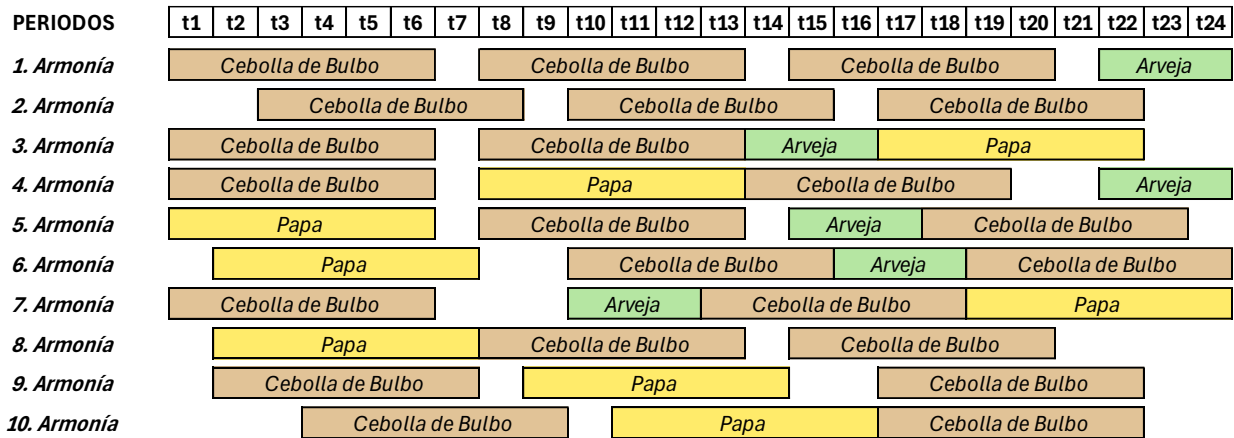 PERIODOS t1 t2 t3 t4 t5 t6 t7 t8 t9 t10 t11 t12 t13 t14 t15 t16 t17 t18 t19 t20 t21 t22 t23 t24
1. Armonía Cebolla de Bulbo Cebolla de Bulbo Cebolla de Bulbo Arveja
2. Armonía Cebolla de Bulbo Cebolla de Bulbo Cebolla de Bulbo
3. Armonía Cebolla de Bulbo Cebolla de Bulbo Arveja Papa
4. Armonía Cebolla de Bulbo Papa Cebolla de Bulbo Arveja
5. Armonía Papa Cebolla de Bulbo Arveja Cebolla de Bulbo
6. Armonía Papa Cebolla de Bulbo Arveja Cebolla de Bulbo
7. Armonía Cebolla de Bulbo Arveja Cebolla de Bulbo Papa
8. Armonía Papa Cebolla de Bulbo Cebolla de Bulbo
9. Armonía Cebolla de Bulbo Papa Cebolla de Bulbo
10. Armonía Cebolla de Bulbo Papa Cebolla de Bulbo